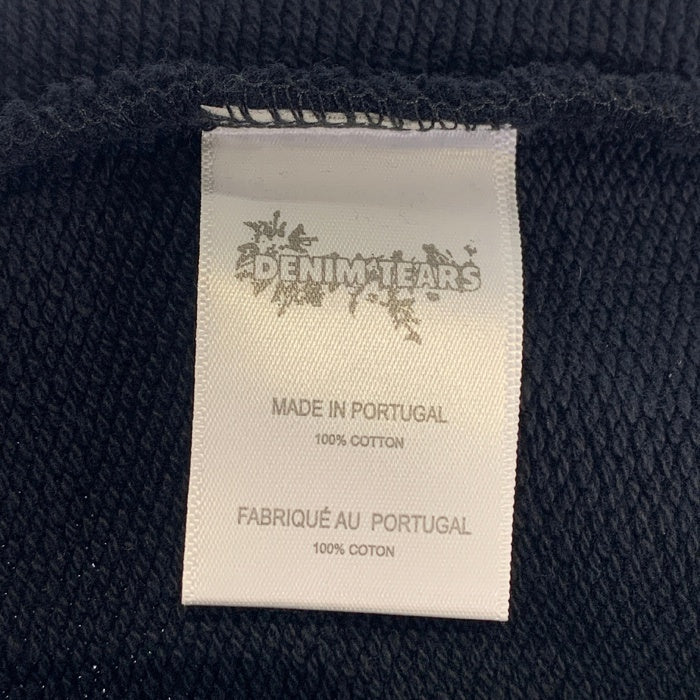 DENIM TEARS
MADE IN PORTUGAL
100% COTTON
FABRIQUÉ AU PORTUGAL
100% COTON